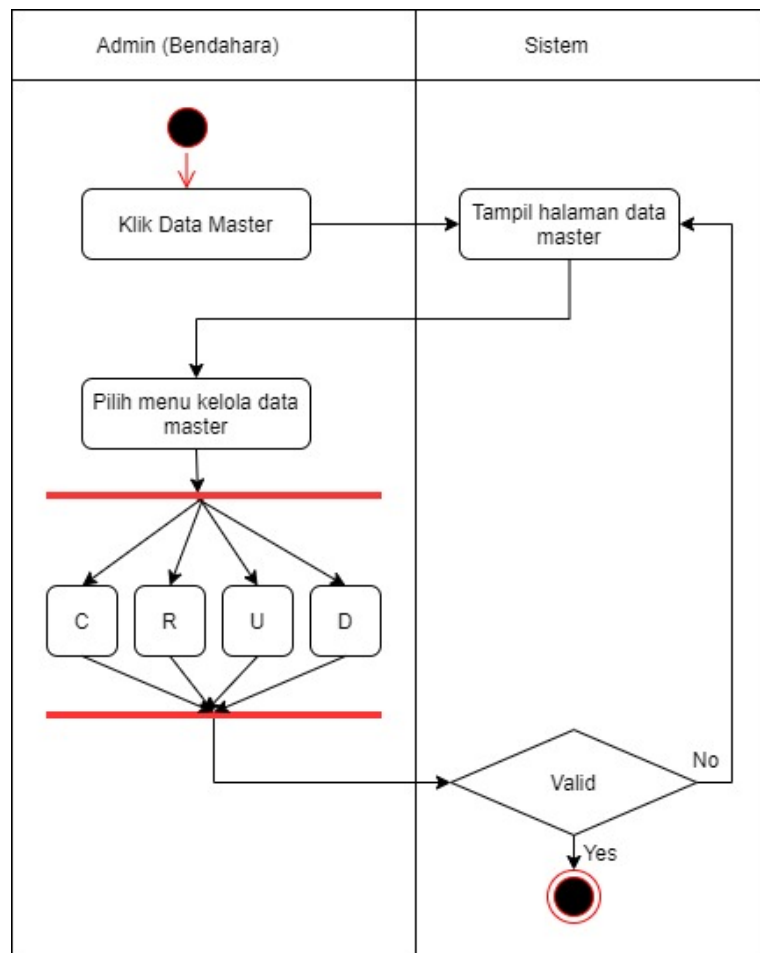 Admin (Bendahara)
Sistem
Klik Data Master
Tampil halaman data
master
Pilih menu kelola data
master
C
R
U
D
Valid
No
Yes